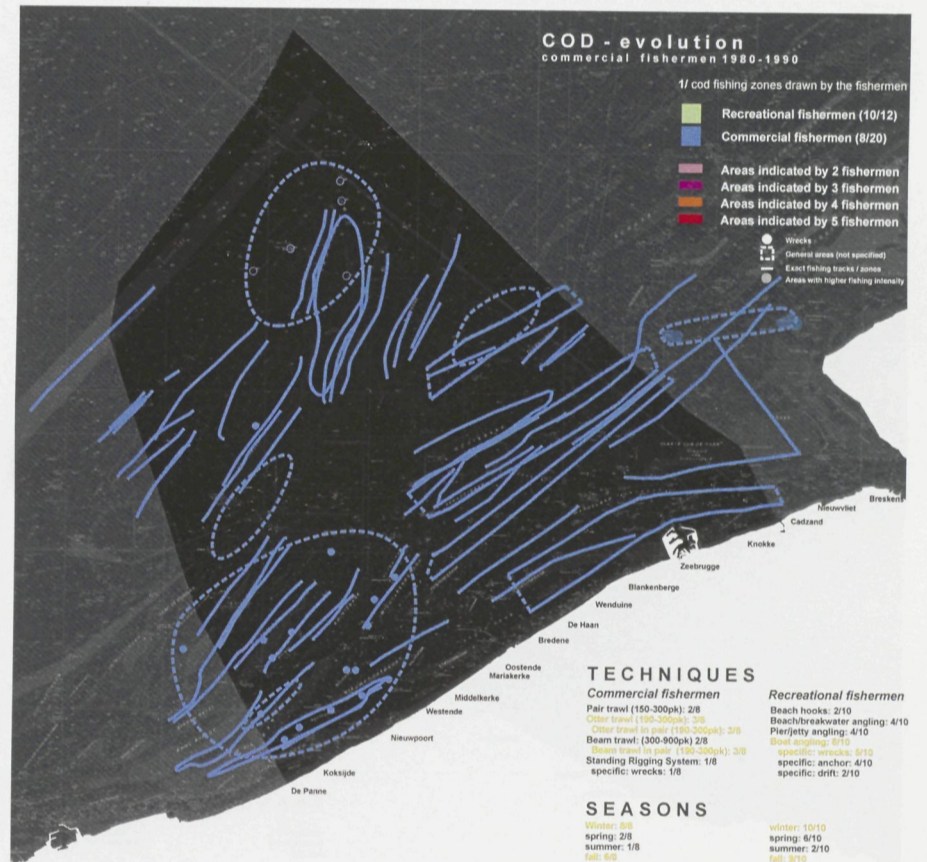 COD - evolution
commercial fishermen 1980-1990
1/ cod fishing zones drawn by the fishermen
Recreational fishermen (10/12)
Commercial fishermen (8/20)
Areas indicated by 2 fishermen
Areas indicated by 3 fishermen
Areas indicated by 4 fishermen
Areas indicated by 5 fishermen
Wrecks
General areas (not specified)
Exact fishing tracks / zones
Areas with higher fishing intensity
Breskens
Nieuwvliet
Cadzand
Knokke
Zeebrugge
Blankenberge
Wenduine
De Haan
Bredene
Oostende
Mariakerke
Middelkerke
Westende
Nieuwpoort
Koksijde
De Panne
TECHNIQUES
Commercial fishermen
Pair trawl (150-300pk): 2/8
Otter trawl (190-300pk): 3/8
Otter trawl in pair (190-300pk): 3/8
Beam trawl: (300-900pk) 2/8
Beam trawl in pair (190-300pk): 3/8
Standing Rigging System: 1/8
specific: wrecks: 1/8
Recreational fishermen
Beach hooks: 2/10
Beach/breakwater angling: 4/10
Pier/jetty angling: 4/10
Boat angling: 8/10
specific: wrecks: 5/10
specific: anchor: 4/10
specific: drift: 2/10
SEASONS
Winter: 8/8
spring: 2/8
summer: 1/8
fall: 6/8
winter: 10/10
spring: 6/10
summer: 2/10
fall: 9/10